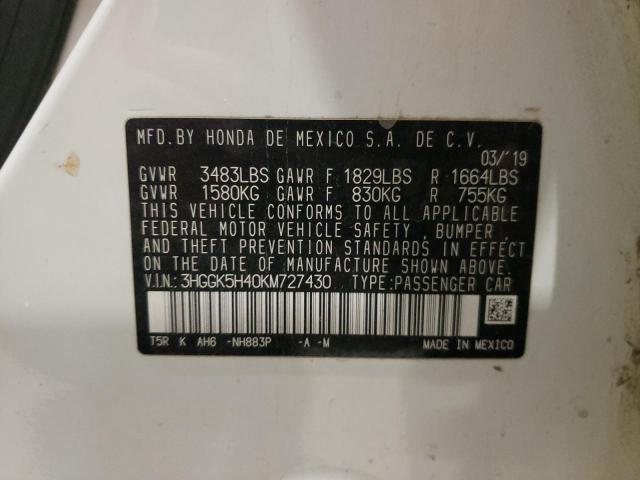 MFD.BY HONDA DE MEXICO S.A. DE C.V.
03/'19
GVWR 3483LBS GAWR F 1829LBS R 1664LBS
GVWR 1580KG GAWR F 830KG R 755KG
THIS VEHICLE CONFORMS TO ALL APPLICABLE
FEDERAL MOTOR VEHICLE SAFETY, BUMPER,
AND THEFT PREVENTION STANDARDS IN EFFECT
ON THE DATE OF MANUFACTURE SHOWN ABOVE.
V.I.N.: 3HGGK5H40KM727430 TYPE:PASSENGER CAR
T5R K AH6 -NH883P -A -M
MADE IN MEXICO